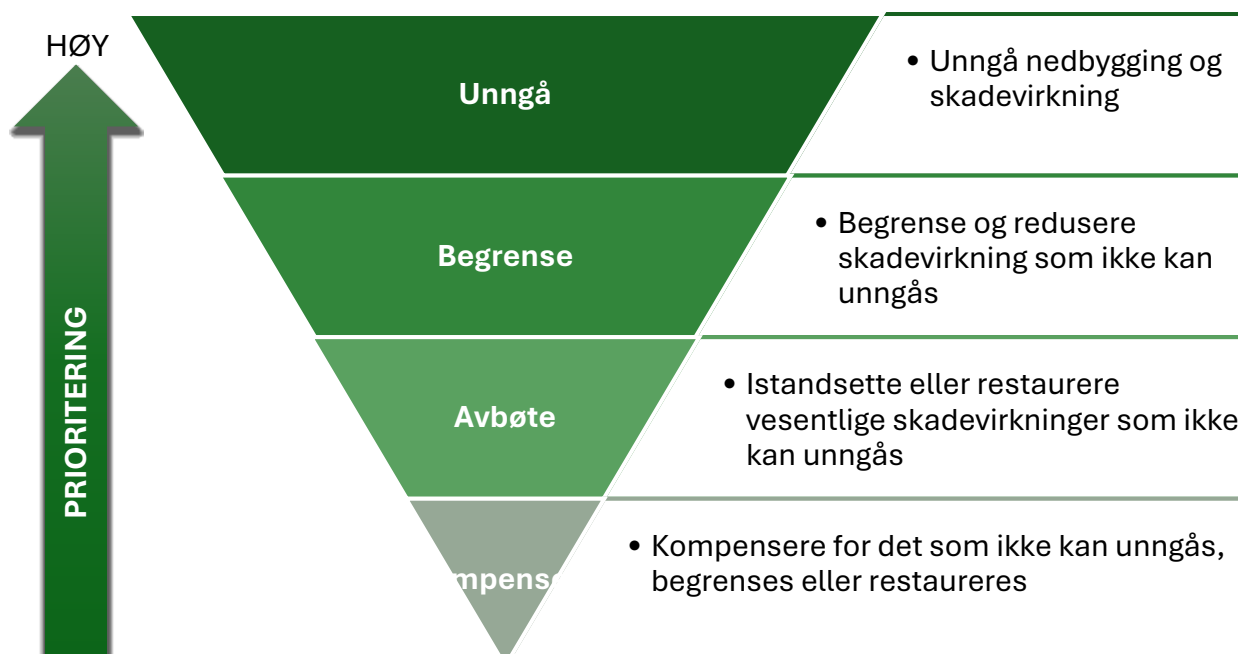 HØY
PRIORITERING
Unngå
• Unngå nedbygging og
skadevirkning
Begrense
• Begrense og redusere
skadevirkning som ikke kan
unngås
Avbøte
• Istandsette eller restaurere
vesentlige skadevirkninger som ikke
kan unngås
mpense
• Kompensere for det som ikke kan unngås,
begrenses eller restaureres